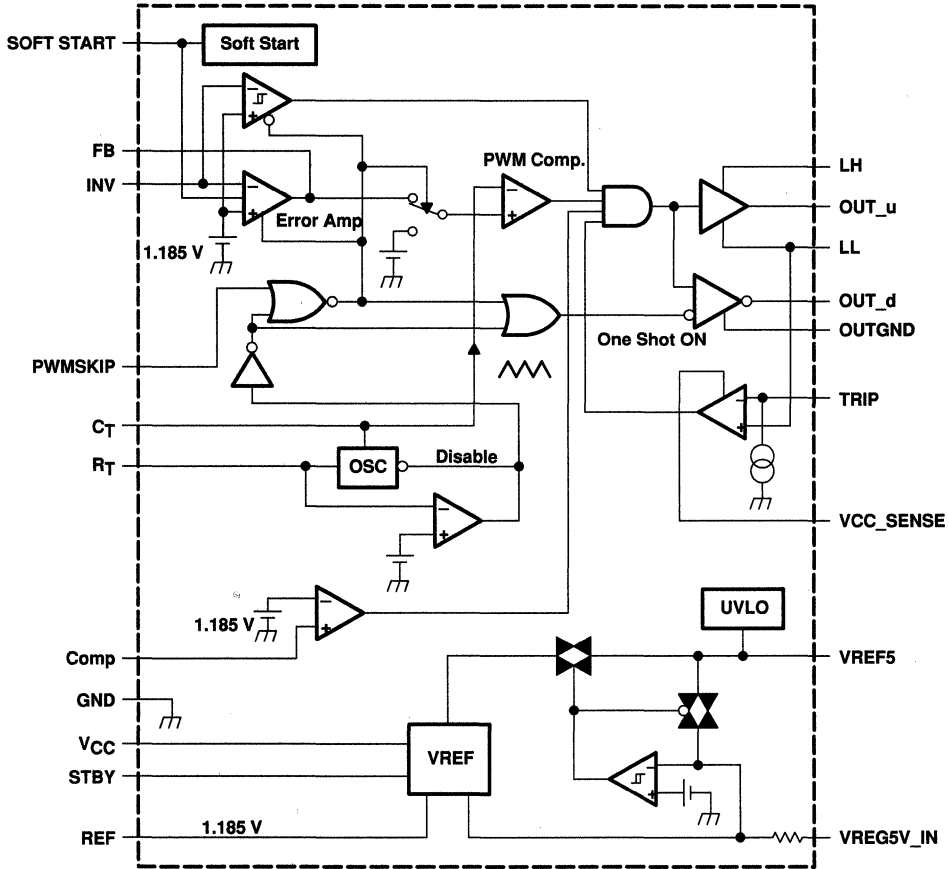 SOFT START
Soft Start
FB
INV
PWM Comp.
Error Amp
1.185 V
LH
OUT_u
LL
OUT_d
OUTGND
One Shot ON
PWMSKIP
TRIP
CT
RT
OSC
Disable
VCC_SENSE
1.185 V
UVLO
Comp
VREF5
GND
VCC
VREF
STBY
REF
1.185 V
VREG5V_IN